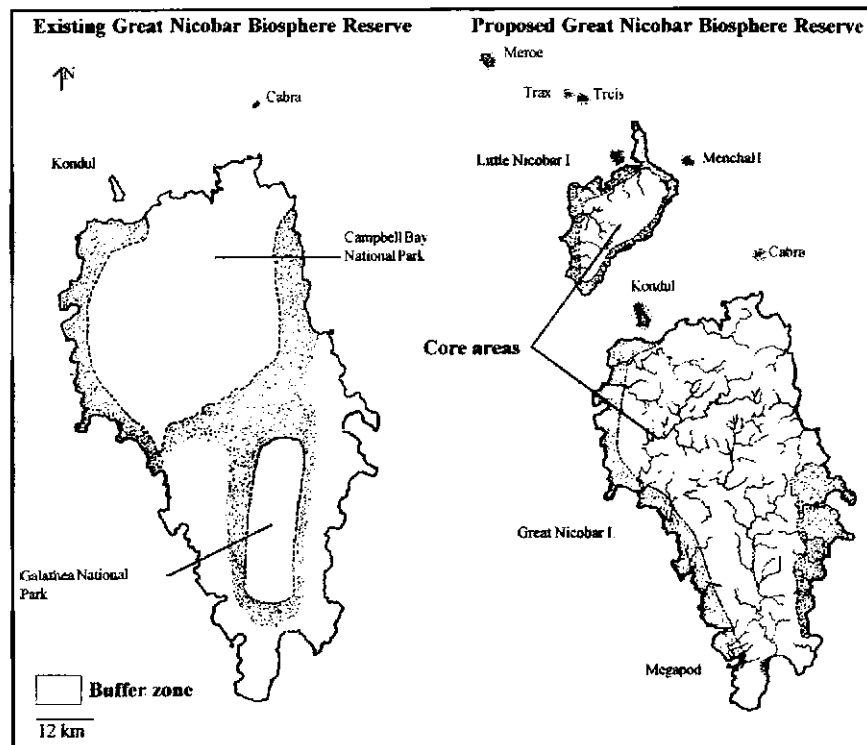 Existing Great Nicobar Biosphere Reserve
N
Cabra
Kondul
Campbell Bay
National Park
Galathea National
Park
Buffer zone
12 km
Proposed Great Nicobar Biosphere Reserve
Meroe
Trax
Treis
Little Nicobar I
Menchal I
Cabra
Kondul
Core areas
Great Nicobar I.
Megapod